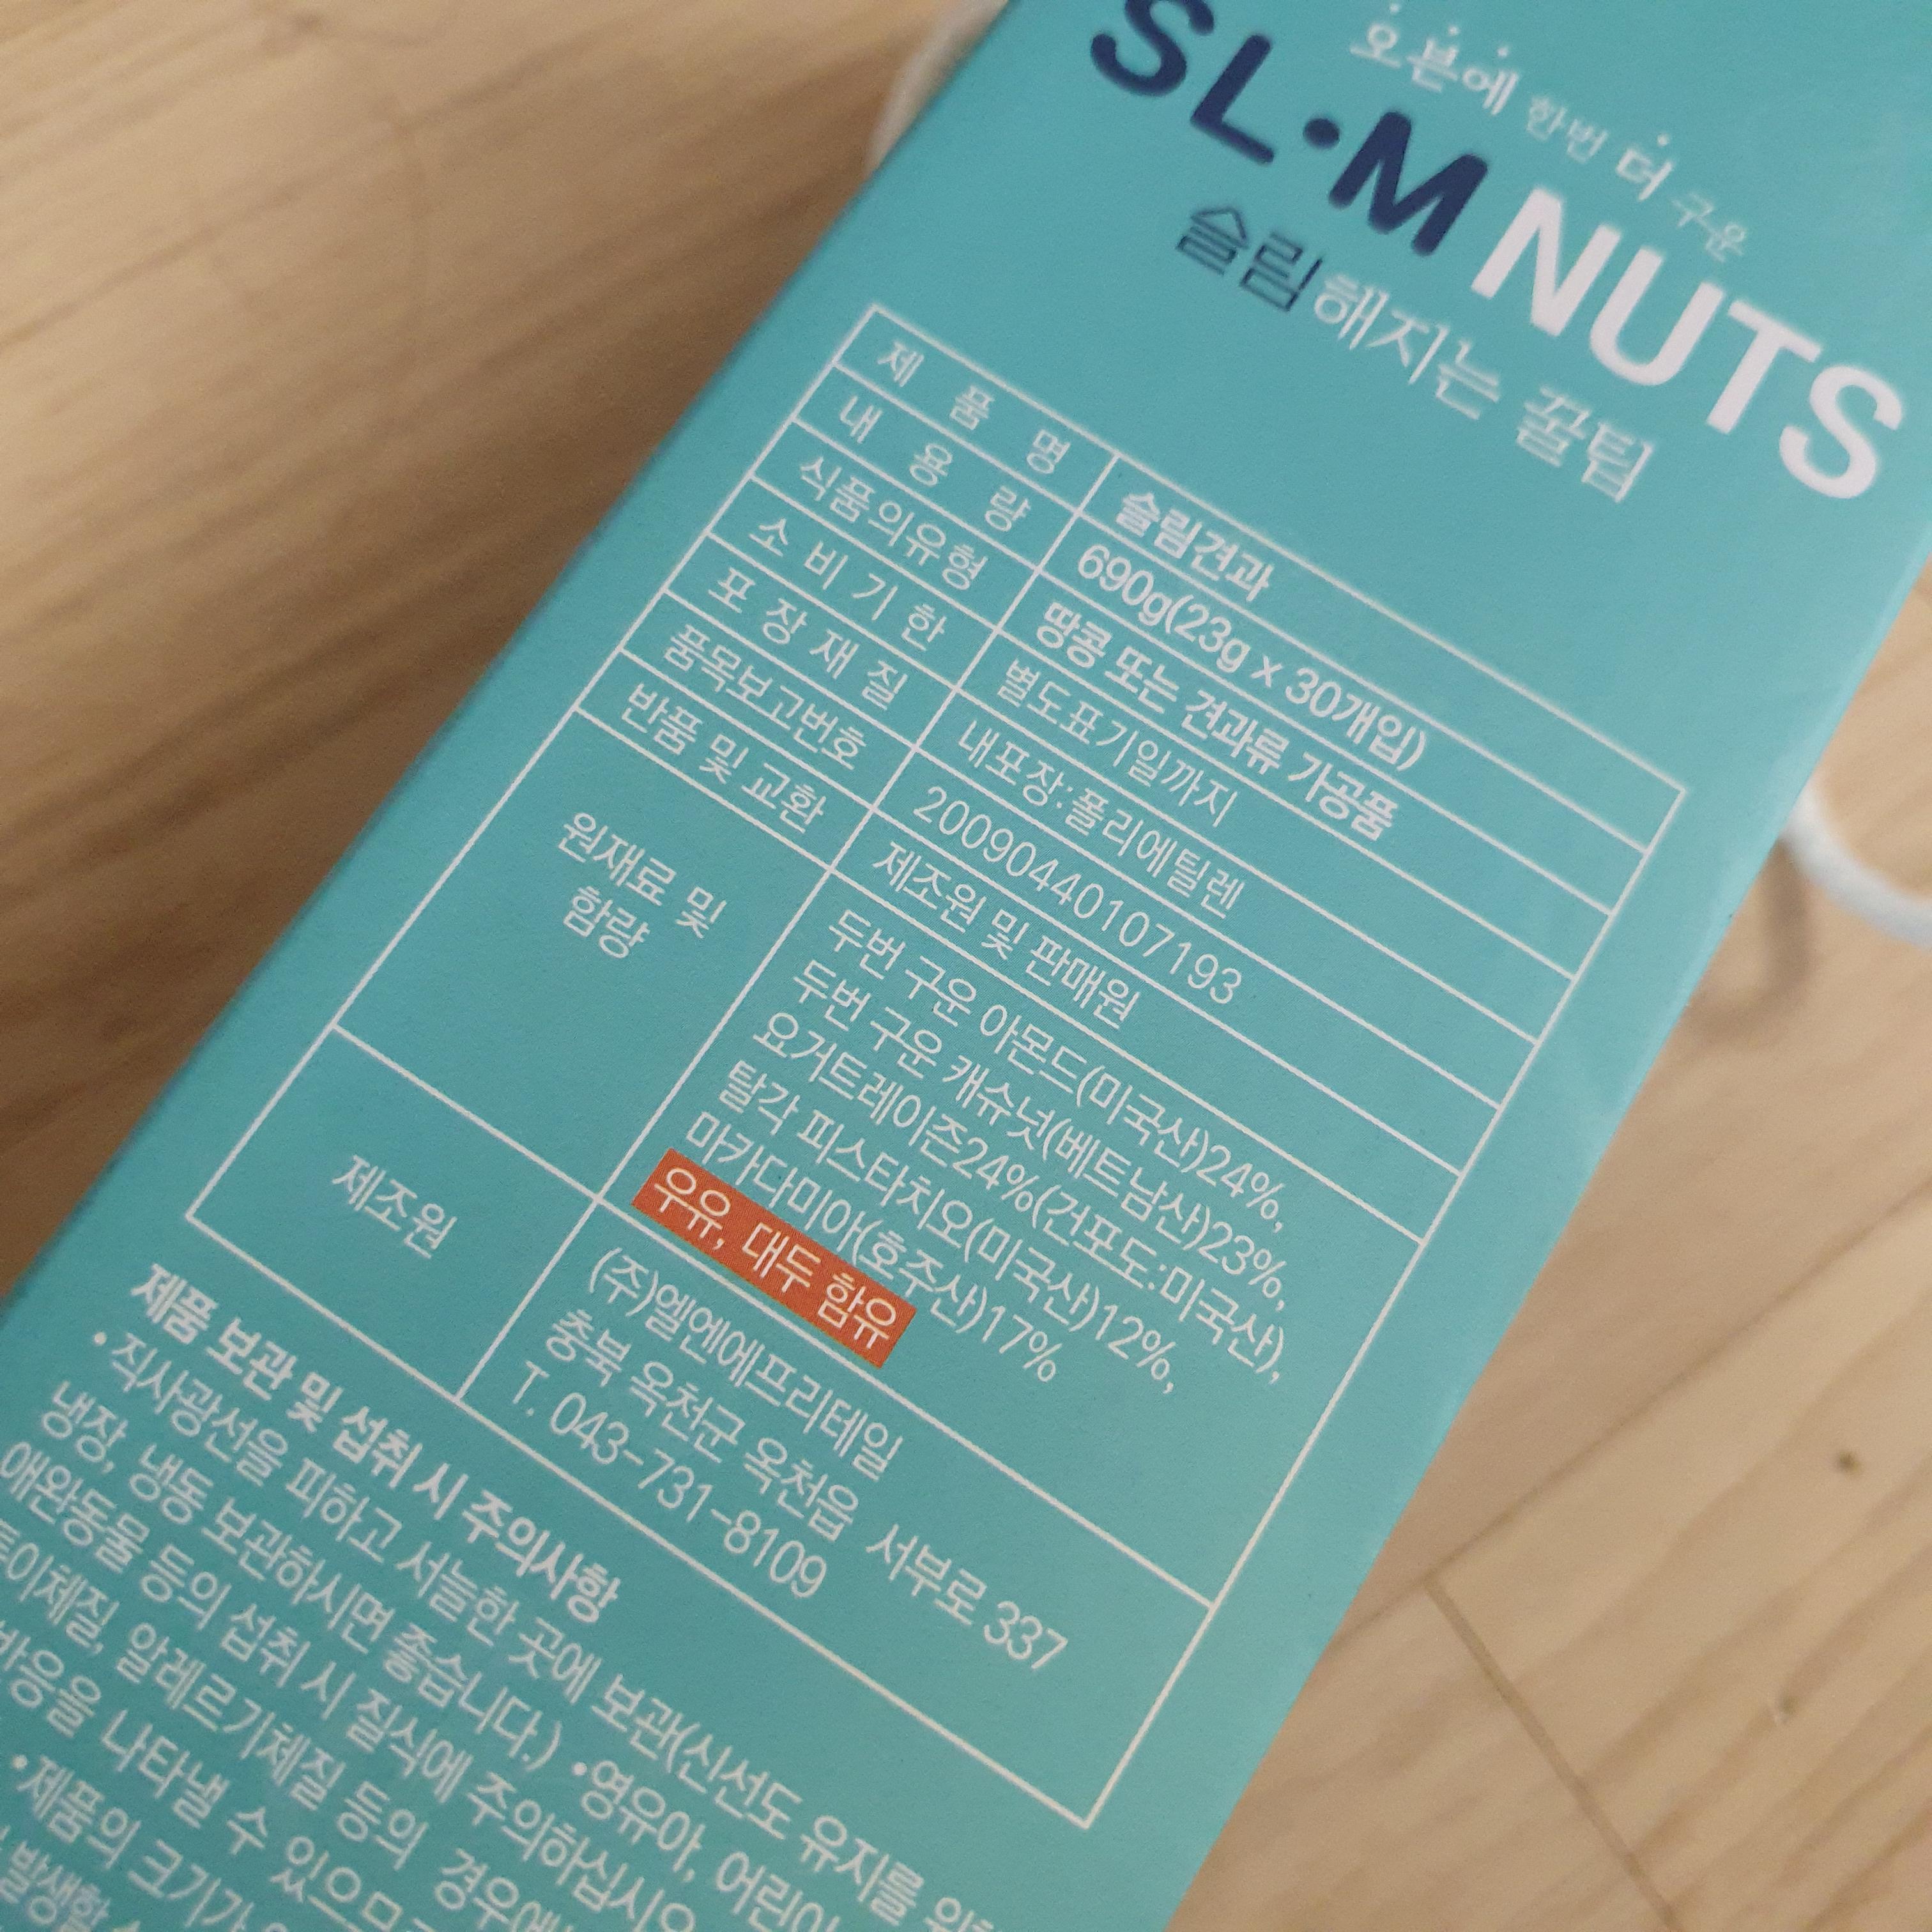 오븐에 한번 더 구운
SL·M NUTS
슬림해지는 꿀팁
제품명 슬림견과
내용량 690g(23g x 30개입)
식품의유형 땅콩 또는 견과류 가공품
소비기한 별도표기일까지
포장재질 내포장:폴리에틸렌
품목보고번호 20090440107193
반품 및 교환 제조원 및 판매원
원재료 및
함량
두번 구운 아몬드(미국산)24%,
두번 구운 캐슈넛(베트남산)23%,
요거트레이즌24%(건포도:미국산),
탈각 피스타치오(미국산)12%,
마카다미아(호주산)17%
우유, 대두 함유
제조원
(주)엘엔에프리테일
충북 옥천군 옥천읍 서부로 337
T. 043-731-8109
제품 보관 및 섭취 시 주의사항
•직사광선을 피하고 서늘한 곳에 보관(신선도 유지를
냉장, 냉동 보관하시면 좋습니다.) •영유아, 어린이
애완동물 등의 섭취 시 질식에 주의하십시오
알레르기체질 등의 경우에
나타낼 수
•제품의 크기가